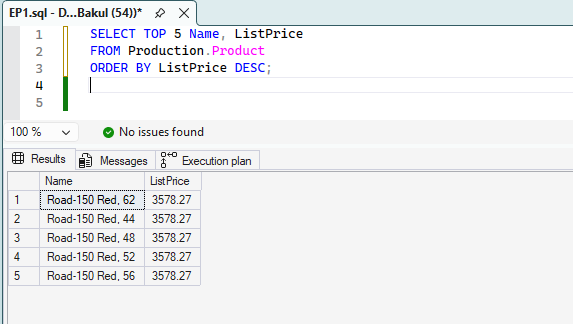 EP1.sql - D...Bakul (54))*
1 SELECT TOP 5 Name, ListPrice
2 FROM Production.Product
3 ORDER BY ListPrice DESC;
4
5
100 % No issues found
Results Messages Execution plan
Name ListPrice
1 Road-150 Red, 62 3578.27
2 Road-150 Red, 44 3578.27
3 Road-150 Red, 48 3578.27
4 Road-150 Red, 52 3578.27
5 Road-150 Red, 56 3578.27